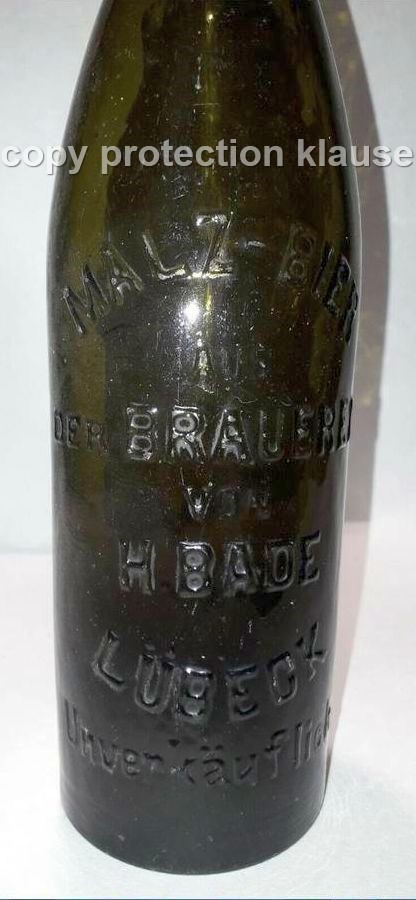 copy protection klause
MALZ-BIER
AUS
DER BRAUEREI
VON
H BADE
LÜBECK
Unverkäuflich